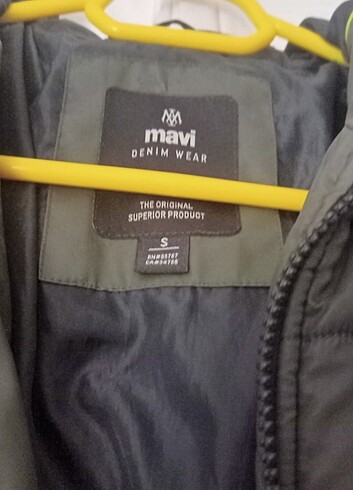 mavi
DENIM WEAR
THE ORIGINAL
SUPERIOR PRODUCT
S